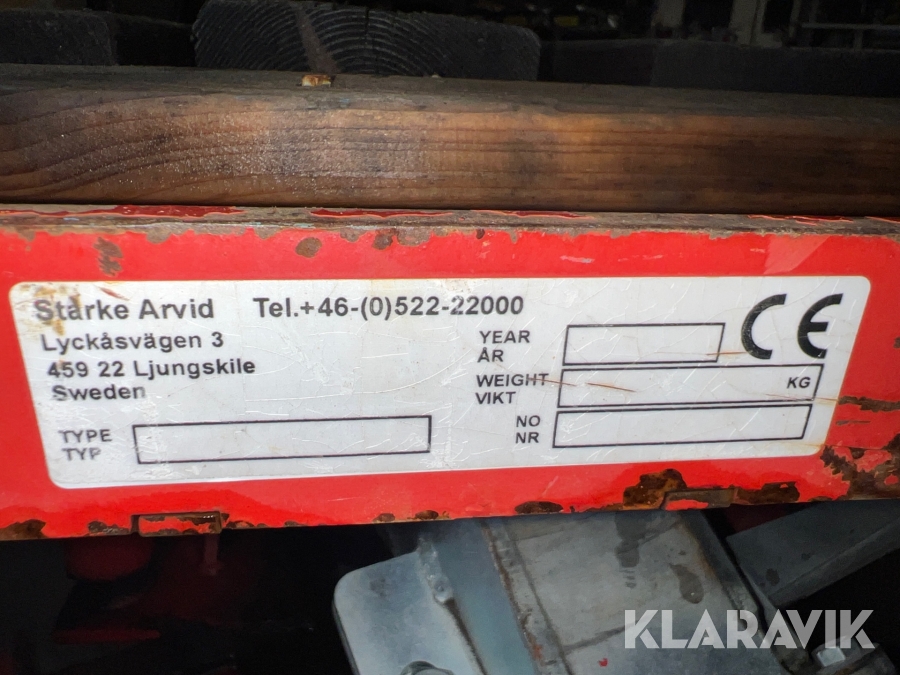 Starke Arvid Tel.+46-(0)522-22000
Lyckåsvägen 3
459 22 Ljungskile
Sweden
TYPE
TYP
YEAR
ÅR
CE
WEIGHT
VIKT
KG
NO
NR
KLARAVIK